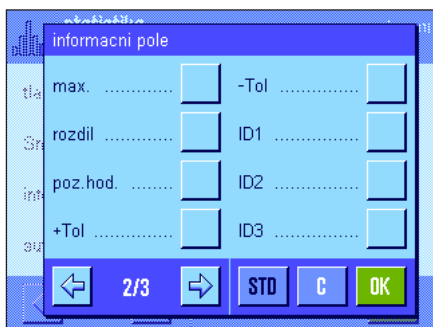 statistika
informacni pole
max. .............
-Tol ................
rozdil .............
ID1 .................
poz.hod. ........
ID2 .................
+Tol ...............
ID3 .................
2/3
STD
C
OK